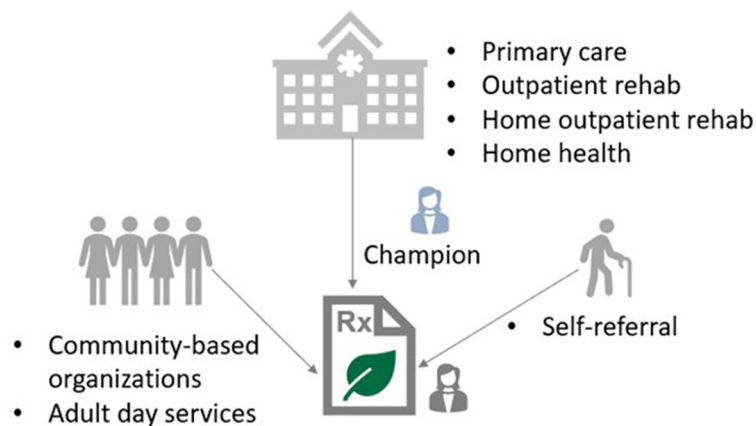 • Primary care
• Outpatient rehab
• Home outpatient rehab
• Home health
Champion
• Community-based
organizations
• Adult day services
Rx
• Self-referral